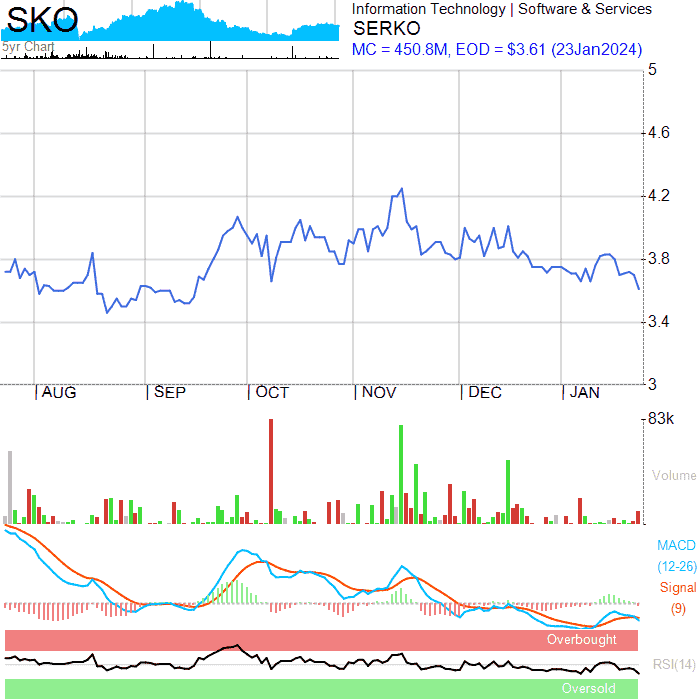 SKO
5yr Chart
Information Technology | Software & Services
SERKO
MC = 450.8M, EOD = $3.61 (23Jan2024)
5
4.6
4.2
3.8
3.4
3
AUG SEP OCT NOV DEC JAN
83k
Volume
MACD
(12-26)
Signal
(9)
Overbought
RSI(14)
Oversold